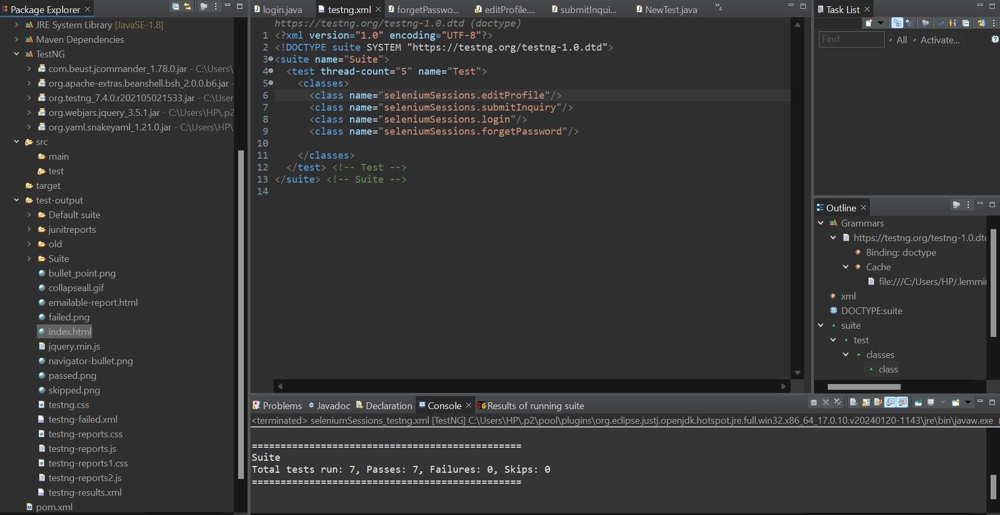 Package Explorer
JRE System Library [JavaSE-1.8]
Maven Dependencies
TestNG
com.beust.jcommander_1.78.0.jar - C:\Users\
org.apache-extras.beanshell.bsh_2.0.0.b6.jar -
org.testng_7.4.0.r202105021533.jar - C:\User
org.webjars.jquery_3.5.1.jar - C:\Users\HP\.p2
org.yaml.snakeyaml_1.21.0.jar - C:\Users\HP\
src
main
test
target
test-output
Default suite
junitreports
old
Suite
bullet_point.png
collapseall.gif
emailable-report.html
failed.png
index.html
jquery.min.js
navigator-bullet.png
passed.png
skipped.png
testng.css
testng-failed.xml
testng-reports.css
testng-reports.js
testng-reports1.css
testng-reports2.js
testng-results.xml
pom.xml
login.java testng.xml forgetPasswo... editProfile.... submitInqui... NewTest.java »4
https://testng.org/testng-1.0.dtd (doctype)
1 <?xml version="1.0" encoding="UTF-8"?>
2 <!DOCTYPE suite SYSTEM "https://testng.org/testng-1.0.dtd">
3 <suite name="Suite">
4 <test thread-count="5" name="Test">
5 <classes>
6 <class name="seleniumSessions.editProfile"/>
7 <class name="seleniumSessions.submitInquiry"/>
8 <class name="seleniumSessions.login"/>
9 <class name="seleniumSessions.forgetPassword"/>
10
11 </classes>
12 </test> <!-- Test -->
13 </suite> <!-- Suite -->
14
Problems Javadoc Declaration Console Results of running suite
<terminated> seleniumSessions_testng.xml [TestNG] C:\Users\HP\.p2\pool\plugins\org.eclipse.justj.openjdk.hotspot.jre.full.win32.x86_64_17.0.10.v20240120-1143\jre\bin\javaw.exe (
===============================================
Suite
Total tests run: 7, Passes: 7, Failures: 0, Skips: 0
===============================================
Task List
Find All Activate...
Outline
Grammars
https://testng.org/testng-1.0.dtd
Binding: doctype
Cache
file:///C:/Users/HP/.lemmin
xml
DOCTYPE:suite
suite
test
classes
class